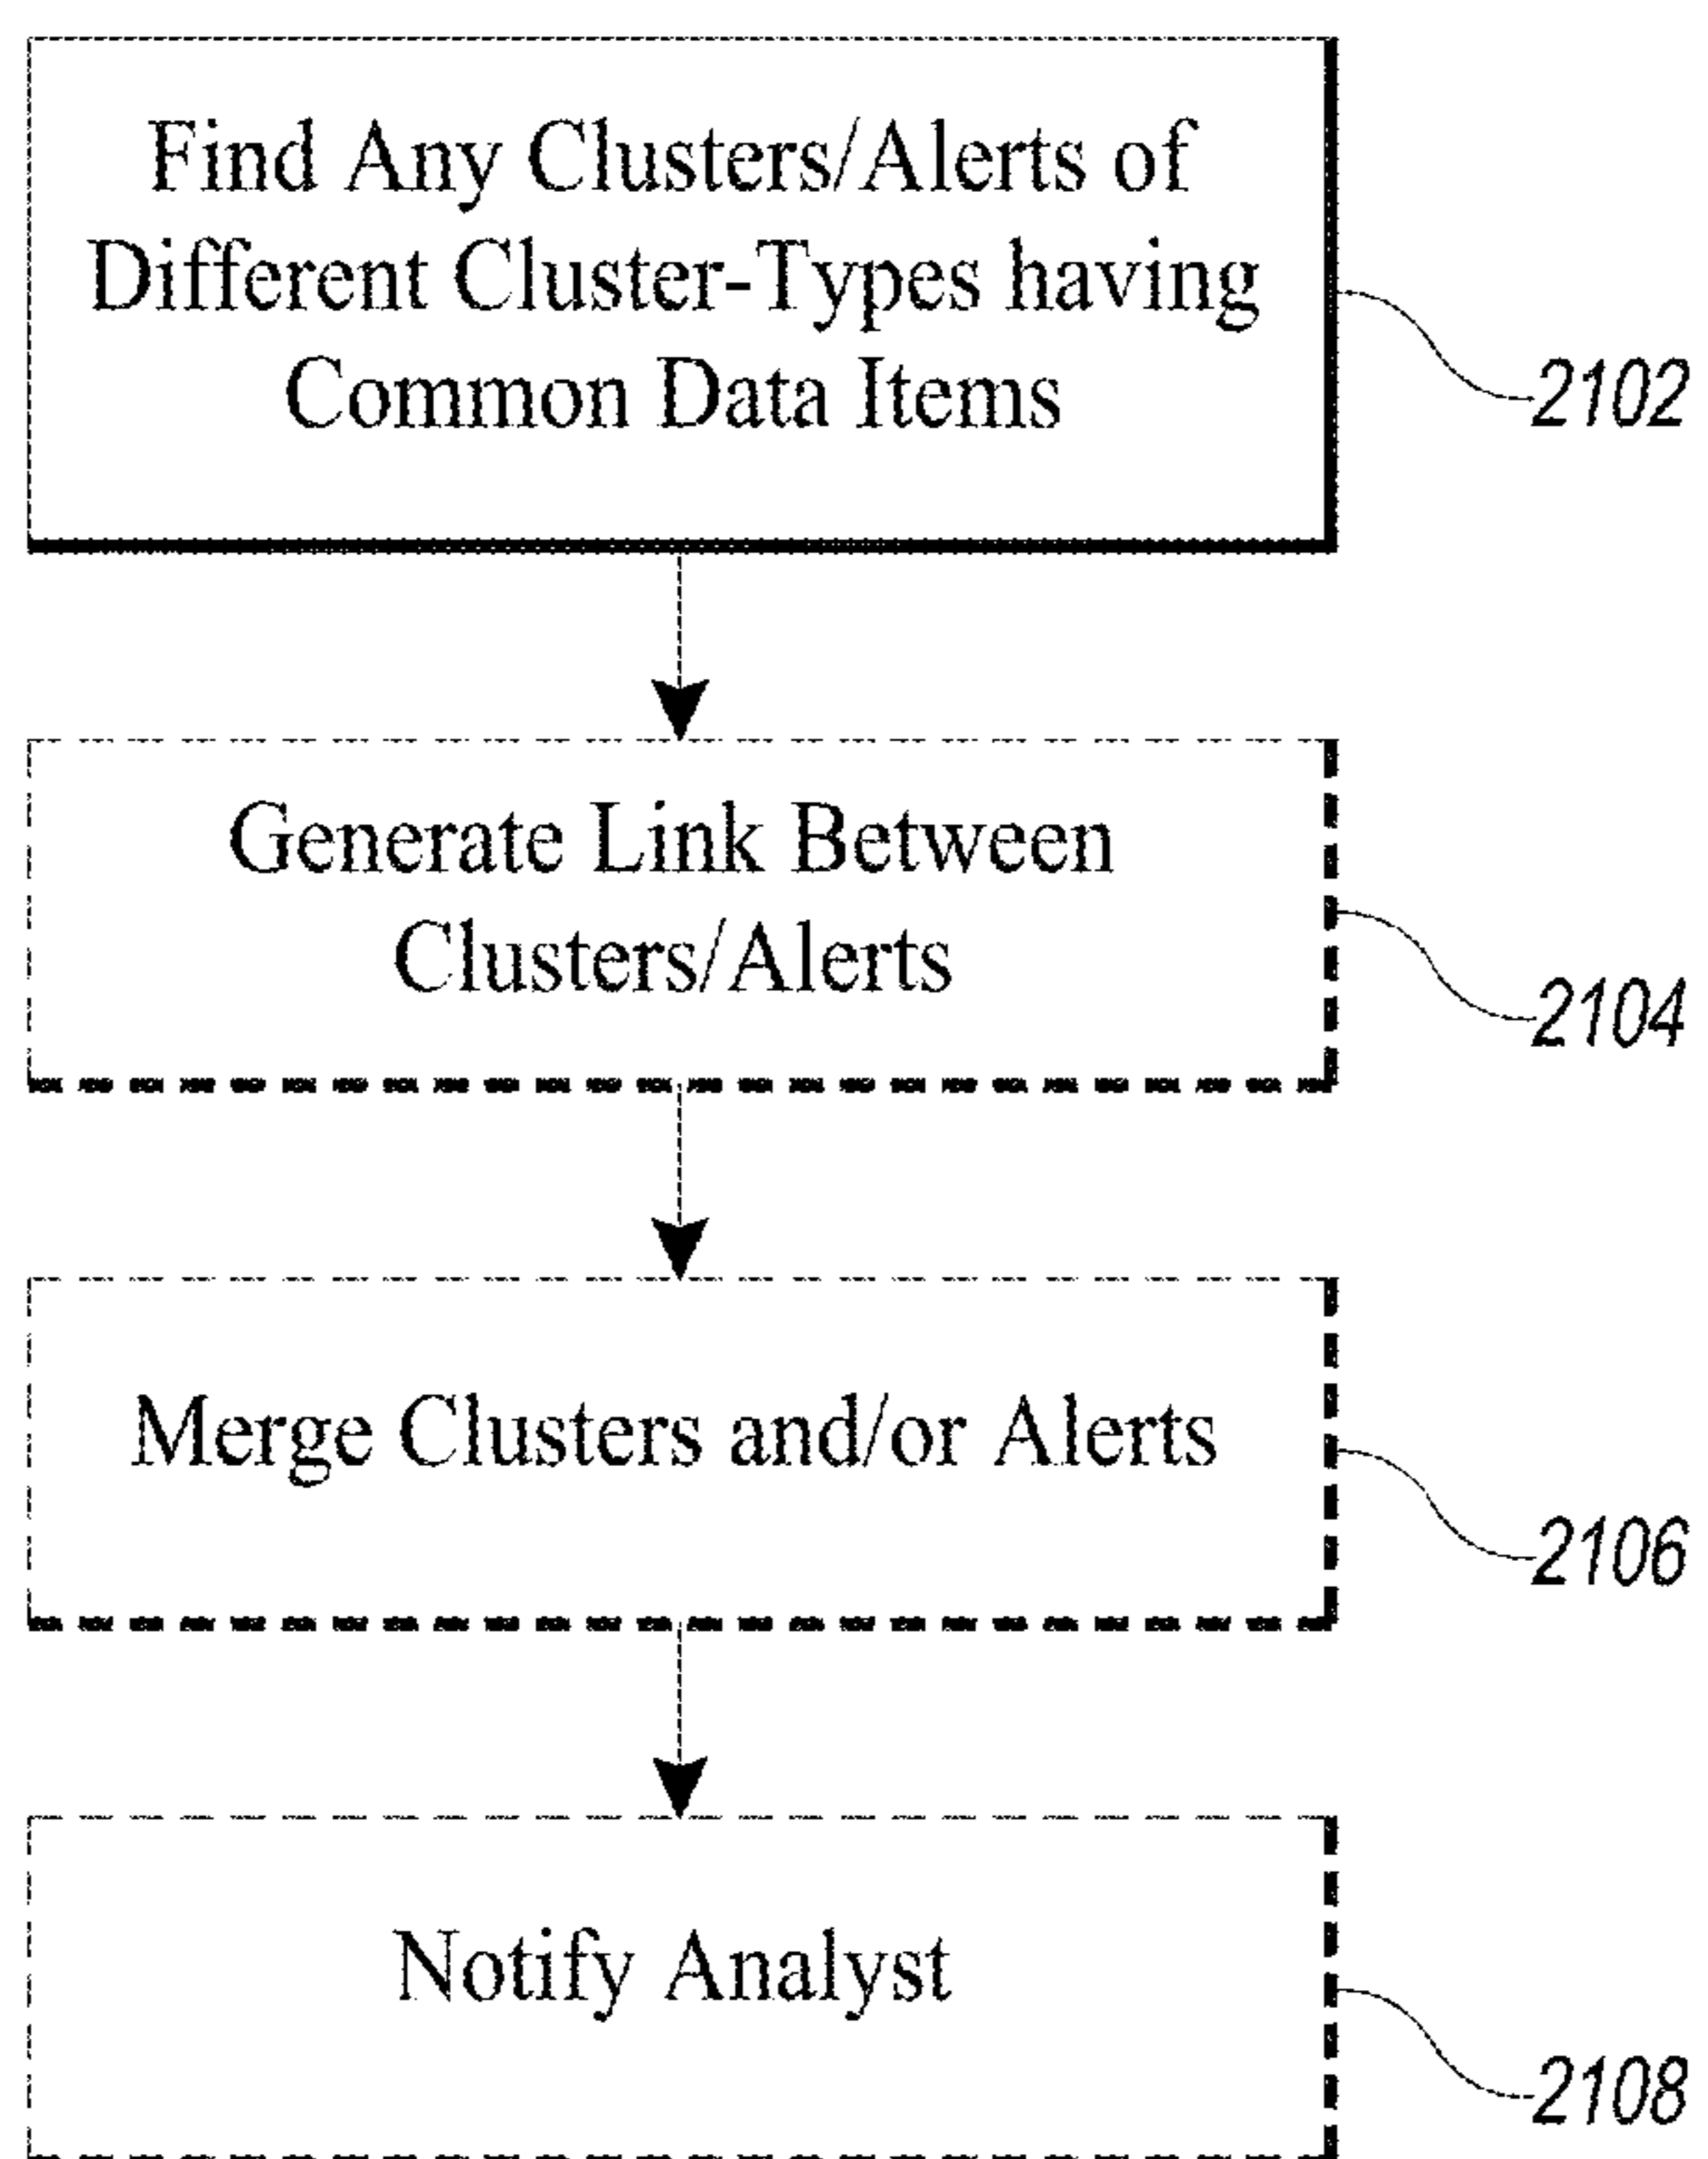 Find Any Clusters/Alerts of
Different Cluster-Types having
Common Data Items
2102
Generate Link Between
Clusters/Alerts
2104
Merge Clusters and/or Alerts
2106
Notify Analyst
2108